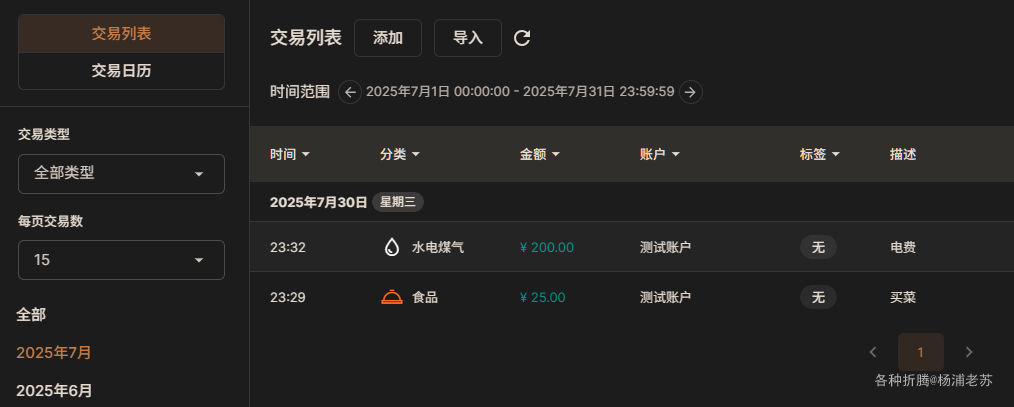 交易列表
交易日历
交易类型
全部类型
每页交易数
15
全部
2025年7月
2025年6月
交易列表 添加 导入
时间范围 2025年7月1日 00:00:00 - 2025年7月31日 23:59:59
时间 分类 金额 账户 标签 描述
2025年7月30日 星期三
23:32 水电煤气 ¥ 200.00 测试账户 无 电费
23:29 食品 ¥ 25.00 测试账户 无 买菜
1
各种折腾@杨浦老苏